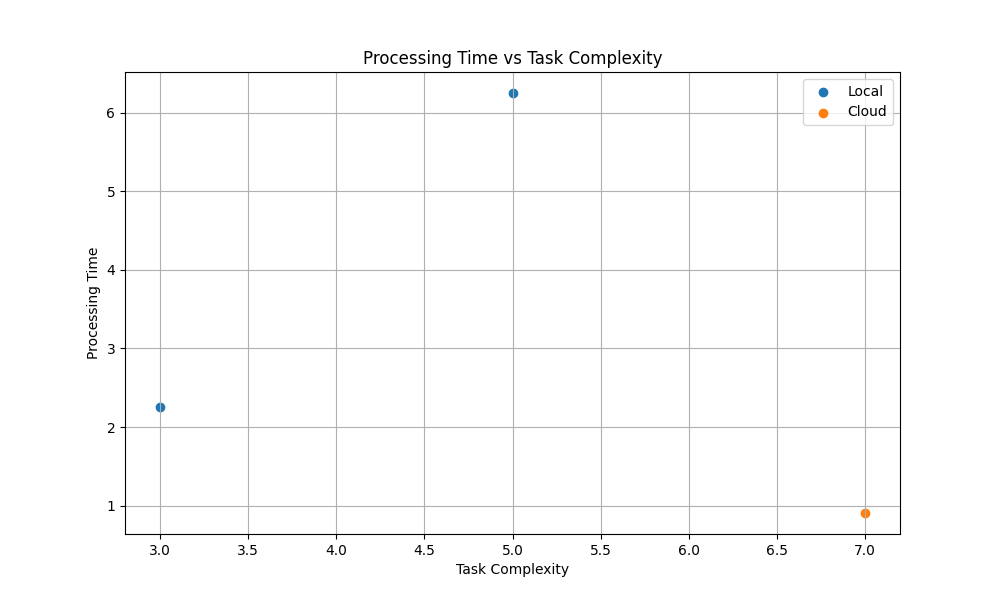 Processing Time vs Task Complexity
Local
Cloud
6
5
4
3
2
1
Processing Time
3.0 3.5 4.0 4.5 5.0 5.5 6.0 6.5 7.0
Task Complexity